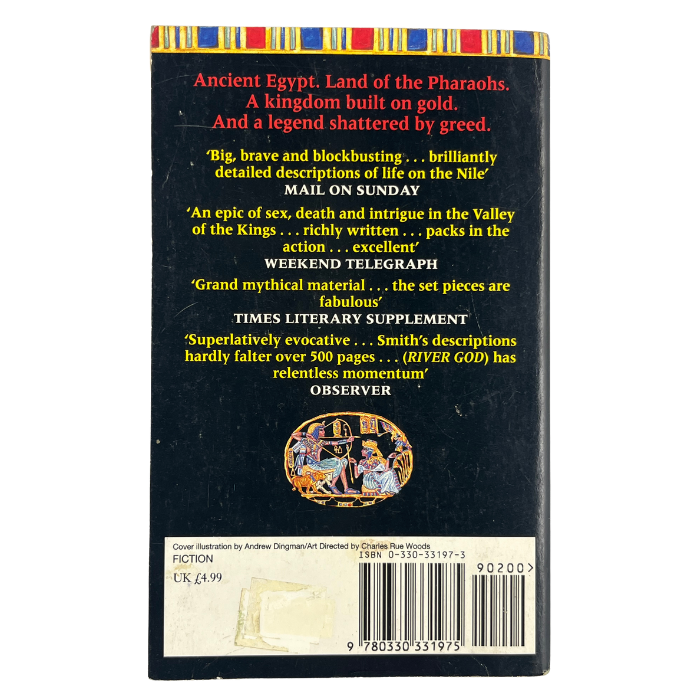 Ancient Egypt. Land of the Pharaohs.
A kingdom built on gold.
And a legend shattered by greed.
‘Big, brave and blockbusting . . . brilliantly
detailed descriptions of life on the Nile’
MAIL ON SUNDAY
‘An epic of sex, death and intrigue in the Valley
of the Kings . . . richly written . . . packs in the
action . . . excellent’
WEEKEND TELEGRAPH
‘Grand mythical material . . . the set pieces are
fabulous’
TIMES LITERARY SUPPLEMENT
‘Superlatively evocative . . . Smith’s descriptions
hardly falter over 500 pages . . . (RIVER GOD) has
relentless momentum’
OBSERVER
Cover illustration by Andrew Dingman/Art Directed by Charles Rue Woods
FICTION
UK £4.99
ISBN 0-330-33197-3
90200>
9 780330 331975